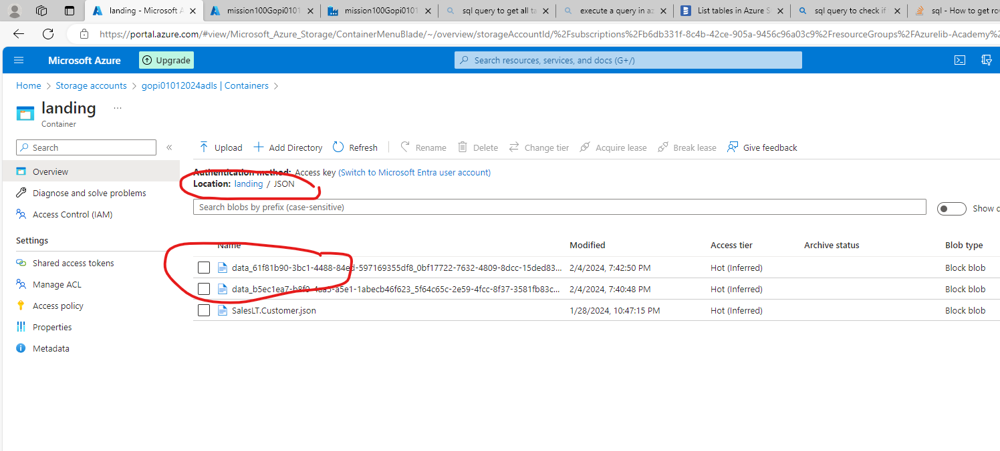 landing - Microsoft A
mission100Gopi0101
mission100Gopi0101
sql query to get all ta
execute a query in az
List tables in Azure S
sql query to check if
sql - How to get ro
https://portal.azure.com/#view/Microsoft_Azure_Storage/ContainerMenuBlade/~/overview/storageAccountId/%2Fsubscriptions%2Fb6db331f-8c4b-42ce-905a-9456c96a03c9%2FresourceGroups%2FAzurelib-Academy%2
Microsoft Azure
Upgrade
Search resources, services, and docs (G+/)
Home > Storage accounts > gopi01012024adls | Containers >
landing ...
Container
Search
«
Upload
Add Directory
Refresh
Rename
Delete
Change tier
Acquire lease
Break lease
Give feedback
Overview
Diagnose and solve problems
Access Control (IAM)
Settings
Shared access tokens
Manage ACL
Access policy
Properties
Metadata
Authentication method: Access key (Switch to Microsoft Entra user account)
Location: landing / JSON
Search blobs by prefix (case-sensitive)
Show
Name Modified Access tier Archive status Blob type
data_61f81b90-3bc1-4488-84ed-597169355df8_0bf17722-7632-4809-8dcc-15ded83... 2/4/2024, 7:42:50 PM Hot (Inferred) Block blob
data_b5ec1ea7-b8f0-4aa5-a5e1-1abecb46f623_5f64c65c-2e59-4fcc-8f37-3581fb83c... 2/4/2024, 7:40:48 PM Hot (Inferred) Block blob
SalesLT.Customer.json 1/28/2024, 10:47:15 PM Hot (Inferred) Block blob